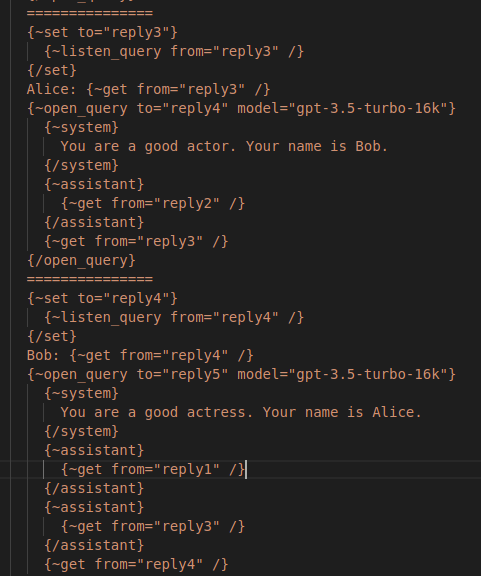 ===============
{~set to="reply3"}
{~listen_query from="reply3" /}
{/set}
Alice: {~get from="reply3" /}
{~open_query to="reply4" model="gpt-3.5-turbo-16k"}
{~system}
You are a good actor. Your name is Bob.
{/system}
{~assistant}
{~get from="reply2" /}
{/assistant}
{~get from="reply3" /}
{/open_query}
===============
{~set to="reply4"}
{~listen_query from="reply4" /}
{/set}
Bob: {~get from="reply4" /}
{~open_query to="reply5" model="gpt-3.5-turbo-16k"}
{~system}
You are a good actress. Your name is Alice.
{/system}
{~assistant}
{~get from="reply1" /}
{/assistant}
{~assistant}
{~get from="reply3" /}
{/assistant}
{~get from="reply4" /}